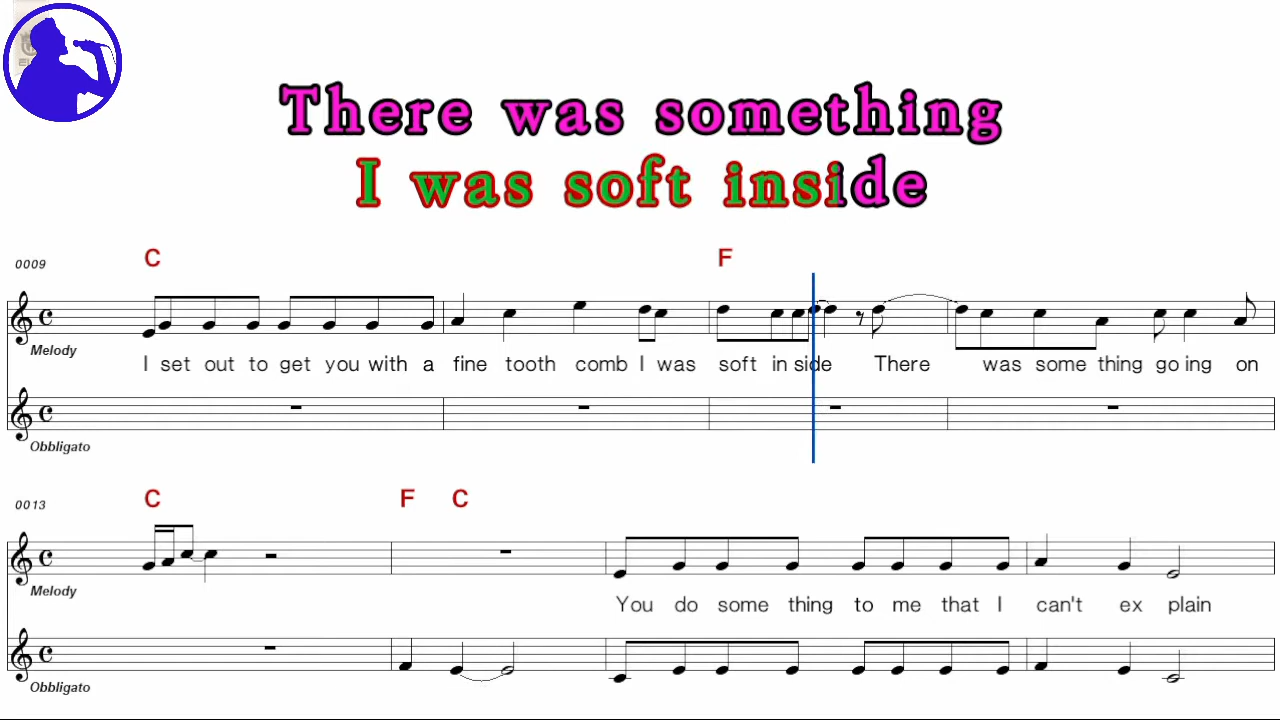 There was something
I was soft inside
0009 C F
Melody
I set out to get you with a fine tooth comb I was soft in side There was some thing go ing on
Obbligato
0013 C F C
Melody
You do some thing to me that I can't ex plain
Obbligato